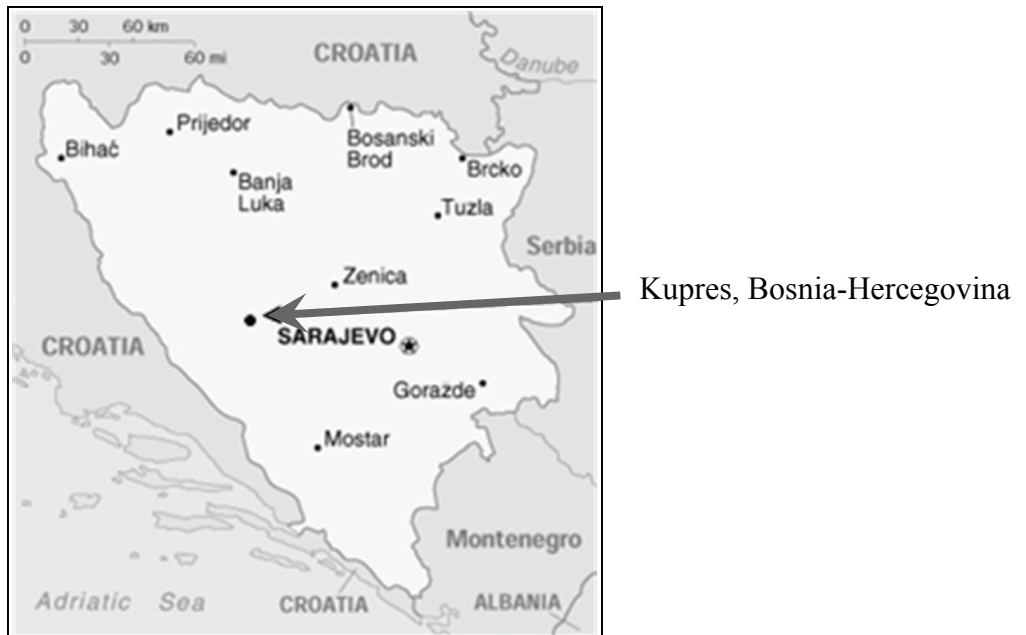 0 30 60 km
0 30 60 mi
CROATIA
Danube
Prijedor
Bihać
Bosanski
Brod
Brcko
Banja
Luka
Tuzla
Serbia
Zenica
Kupres, Bosnia-Hercegovina
SARAJEVO
CROATIA
Gorazde
Mostar
Montenegro
Adriatic Sea
CROATIA
ALBANIA